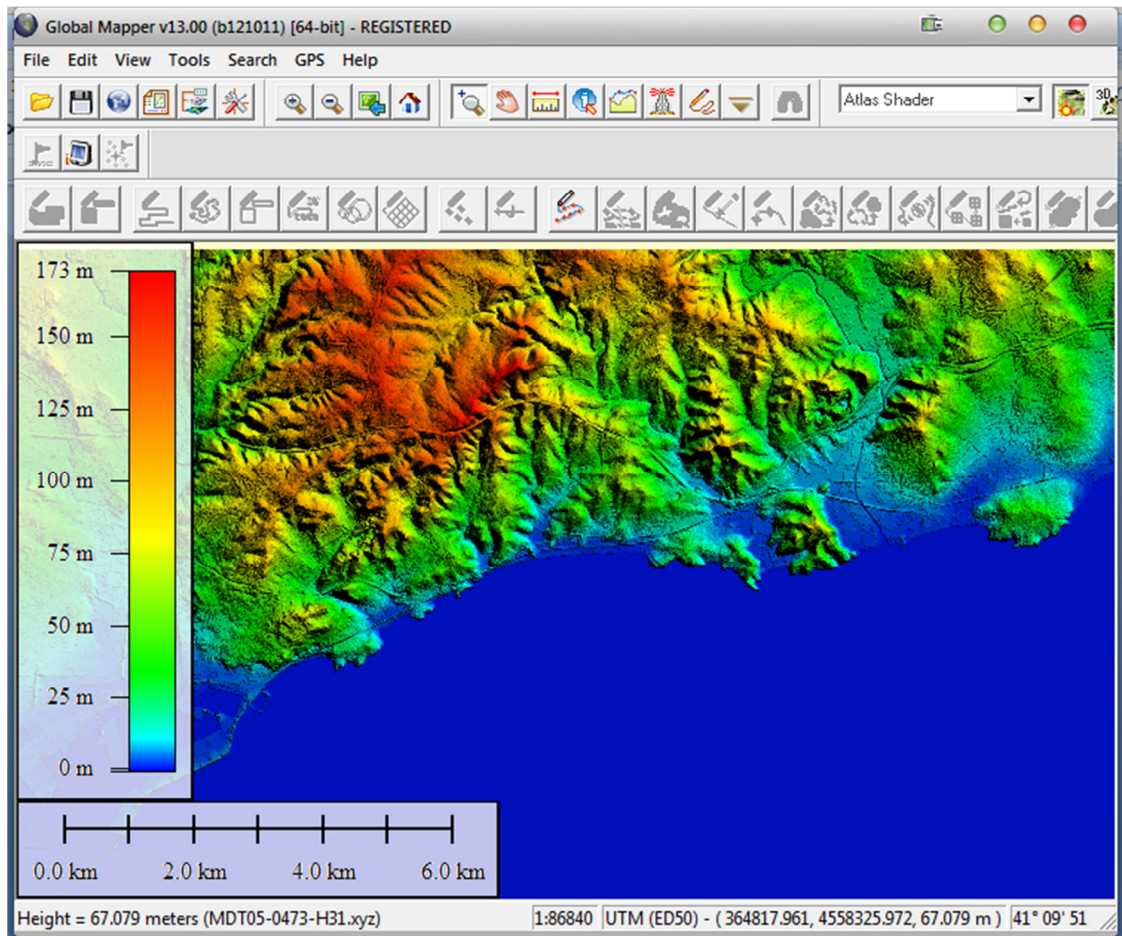 Global Mapper v13.00 (b121011) [64-bit] - REGISTERED
File Edit View Tools Search GPS Help
Atlas Shader
3D
173 m
150 m
125 m
100 m
75 m
50 m
25 m
0 m
0.0 km 2.0 km 4.0 km 6.0 km
Height = 67.079 meters (MDT05-0473-H31.xyz) 1:86840 UTM (ED50) - ( 364817.961, 4558325.972, 67.079 m ) 41° 09' 51